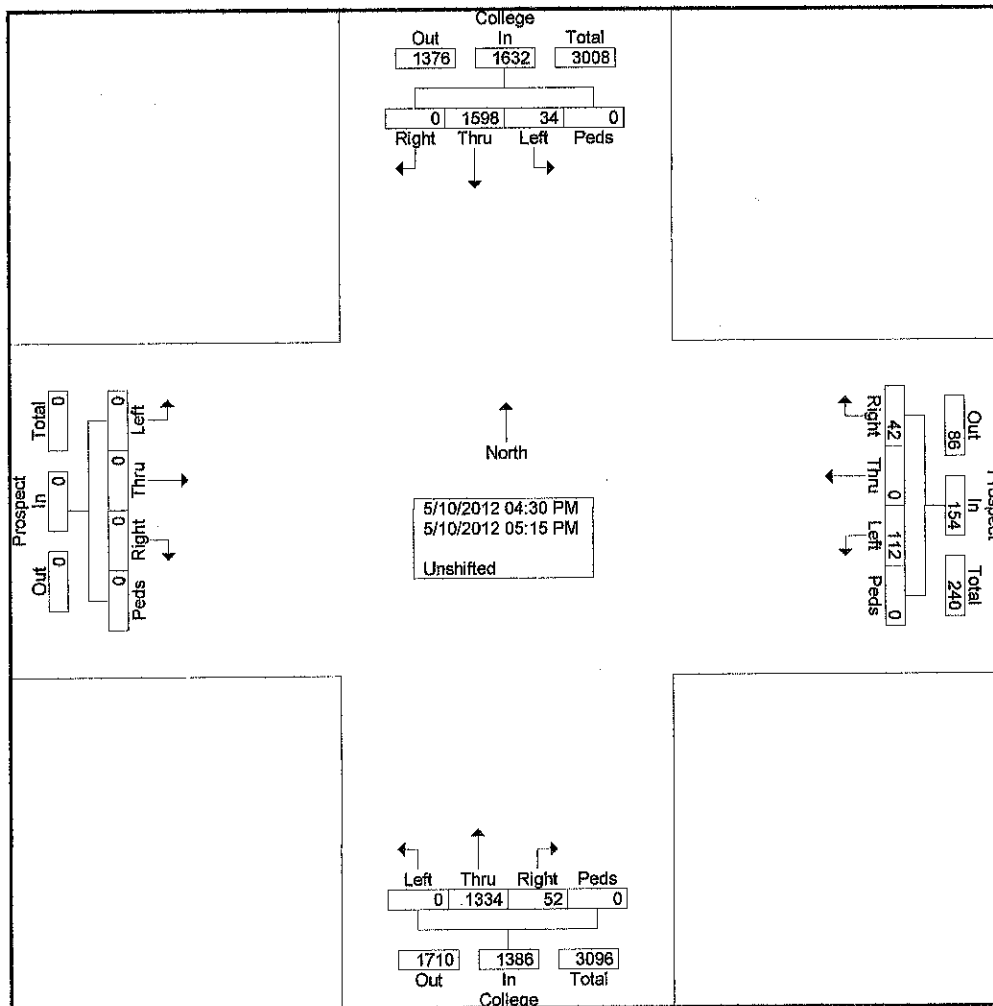 College
Out In Total
1376 1632 3008
0 1598 34 0
Right Thru Left Peds
Prospect
Total In Out
0 0 0
0 0 0 0
Left Thru Right Peds
North
5/10/2012 04:30 PM
5/10/2012 05:15 PM
Unshifted
Right Thru Left Peds
42 0 112 0
Out In Total
86 154 240
Prospect
Left Thru Right Peds
0 1334 52 0
1710 1386 3096
Out In Total
College